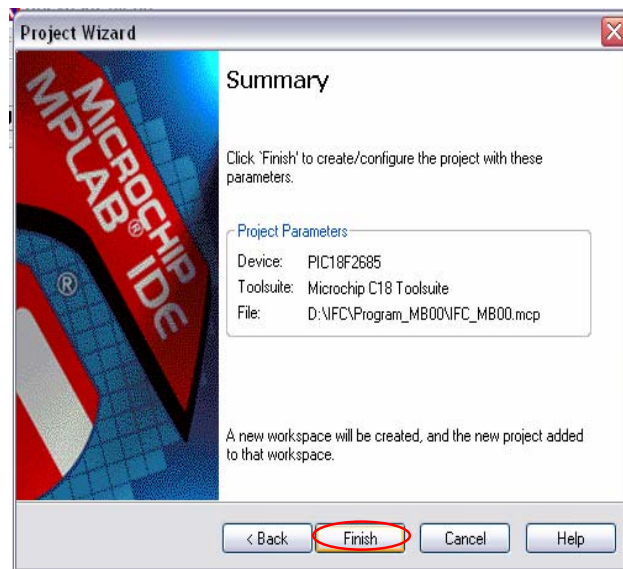 Project Wizard
MICROCHIP
MPLAB® IDE
®
Summary
Click `Finish' to create/configure the project with these
parameters.
Project Parameters
Device: PIC18F2685
Toolsuite: Microchip C18 Toolsuite
File: D:\IFC\Program_MB00\IFC_MB00.mcp
A new workspace will be created, and the new project added
to that workspace.
< Back Finish Cancel Help